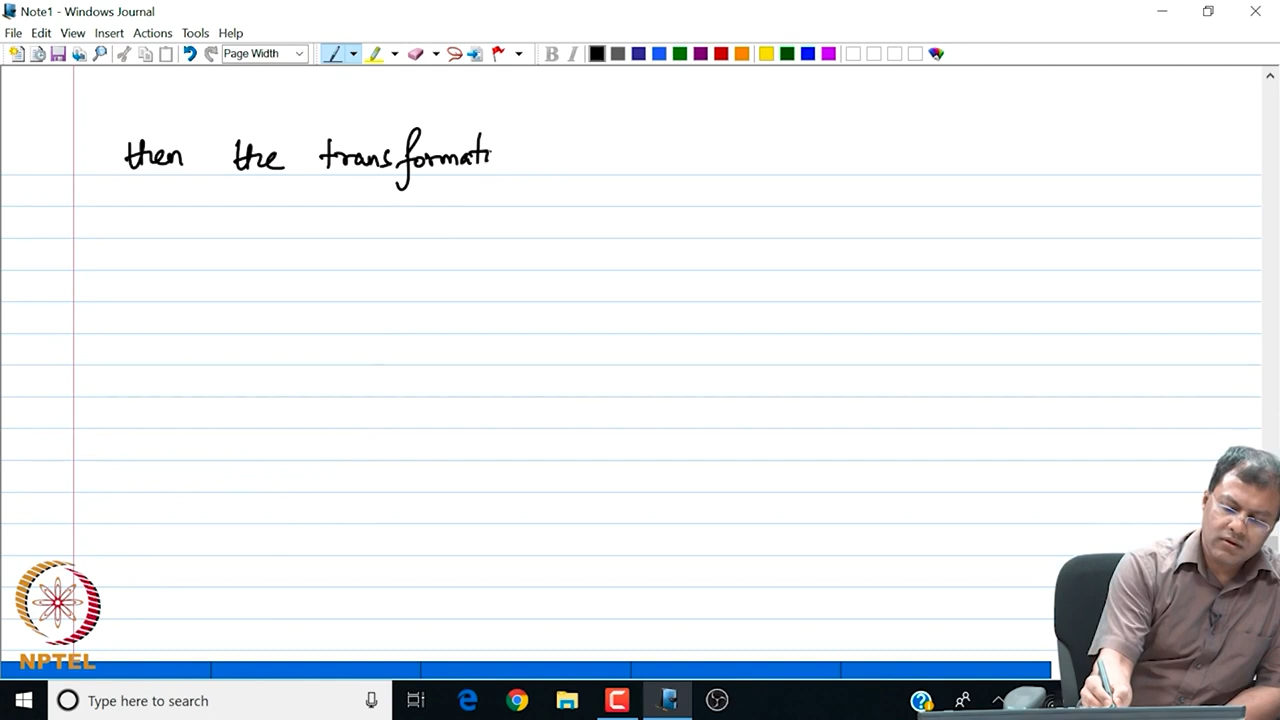 Note1 - Windows Journal
File Edit View Insert Actions Tools Help
Page Width
B I
then the transformati
NPTEL
Type here to search